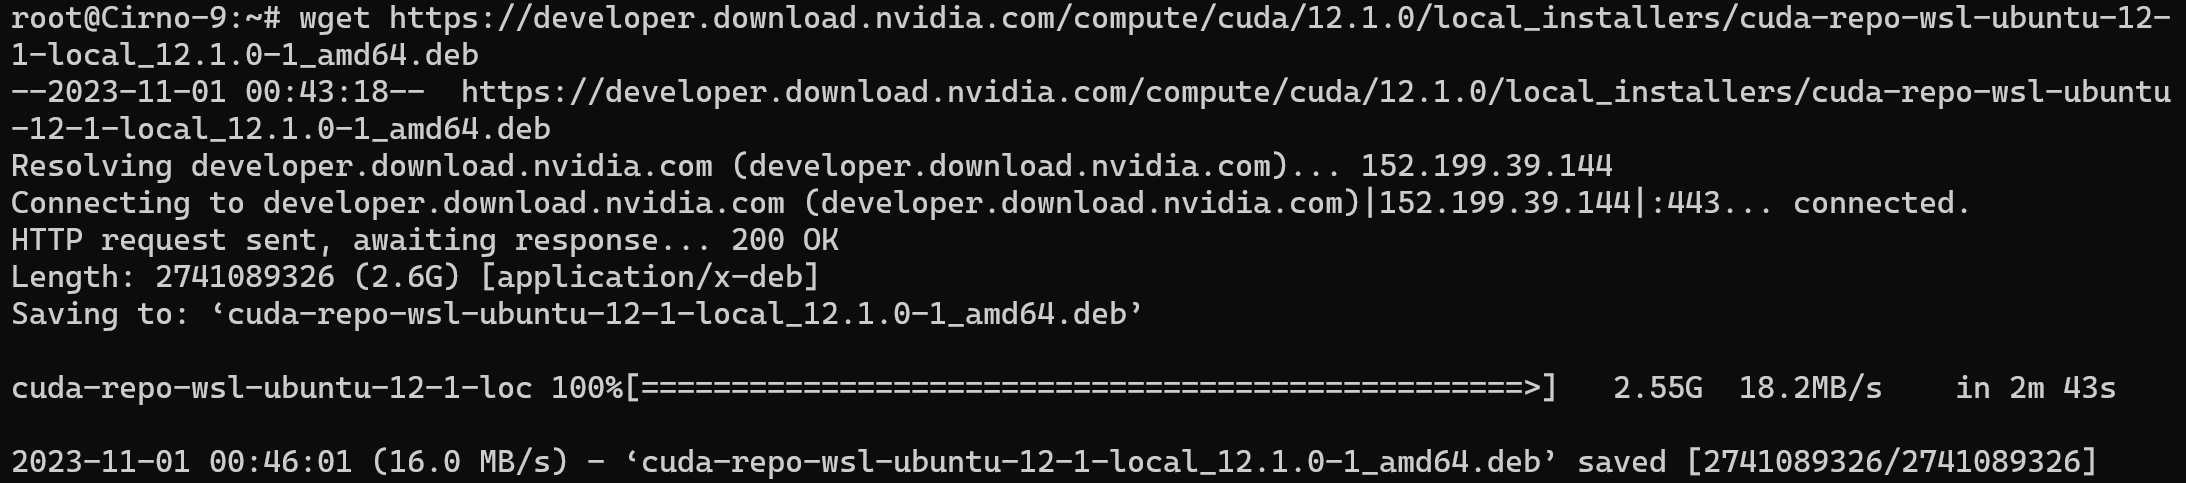 root@Cirno-9:~# wget https://developer.download.nvidia.com/compute/cuda/12.1.0/local_installers/cuda-repo-wsl-ubuntu-12-
1-local_12.1.0-1_amd64.deb
--2023-11-01 00:43:18--  https://developer.download.nvidia.com/compute/cuda/12.1.0/local_installers/cuda-repo-wsl-ubuntu
-12-1-local_12.1.0-1_amd64.deb
Resolving developer.download.nvidia.com (developer.download.nvidia.com)... 152.199.39.144
Connecting to developer.download.nvidia.com (developer.download.nvidia.com)|152.199.39.144|:443... connected.
HTTP request sent, awaiting response... 200 OK
Length: 2741089326 (2.6G) [application/x-deb]
Saving to: ‘cuda-repo-wsl-ubuntu-12-1-local_12.1.0-1_amd64.deb’
cuda-repo-wsl-ubuntu-12-1-loc 100%[=================================================>]   2.55G  18.2MB/s    in 2m 43s
2023-11-01 00:46:01 (16.0 MB/s) - ‘cuda-repo-wsl-ubuntu-12-1-local_12.1.0-1_amd64.deb’ saved [2741089326/2741089326]